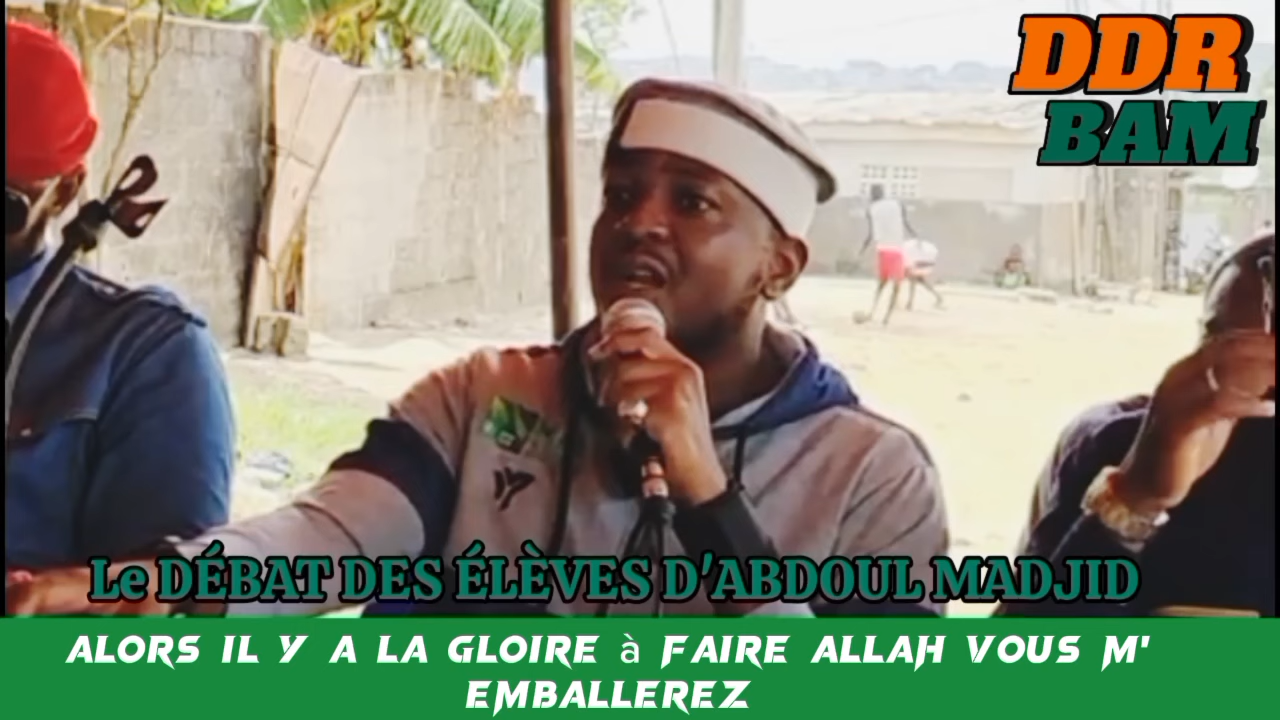 DDR
BAM
Le DÉBAT DES ÉLÈVES D'ABDOUL MADJID
ALORS IL Y A LA GLOIRE à FAIRE ALLAH VOUS M'
EMBALLEREZ